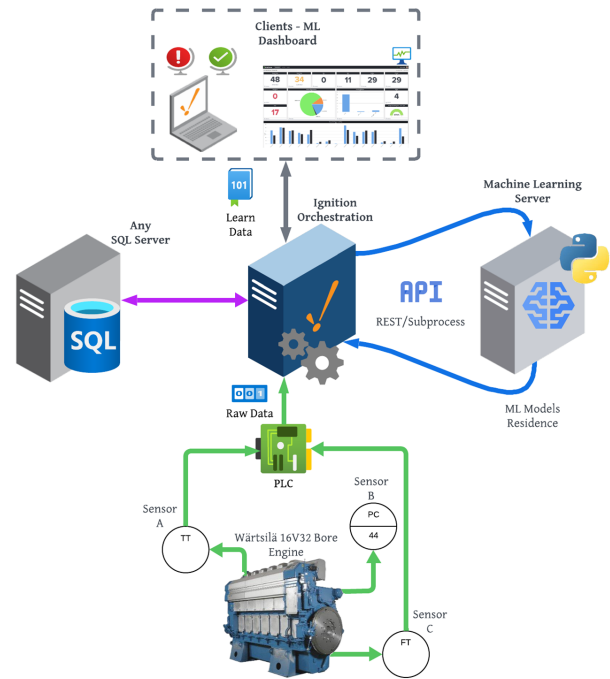 Clients - ML
Dashboard
48
34
0
11
29
29
0
4
17
101
Learn
Data
Ignition
Orchestration
Machine Learning
Server
Any
SQL Server
SQL
API
REST/Subprocess
ML Models
Residence
001
Raw Data
PLC
Sensor
A
TT
Wärtsilä 16V32 Bore
Engine
Sensor
B
PC
44
Sensor
C
FT